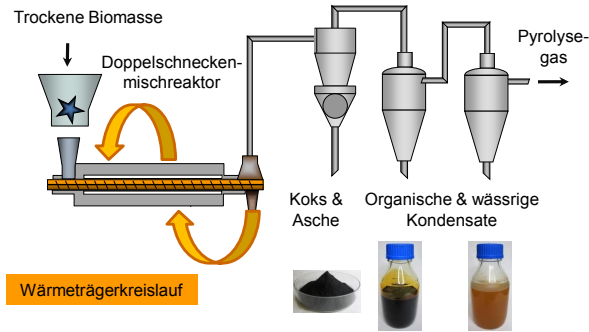 Trockene Biomasse
Doppelschnecken-
mischreaktor
Pyrolyse-
gas
Koks &
Asche
Organische & wässrige
Kondensate
Wärmeträgerkreislauf